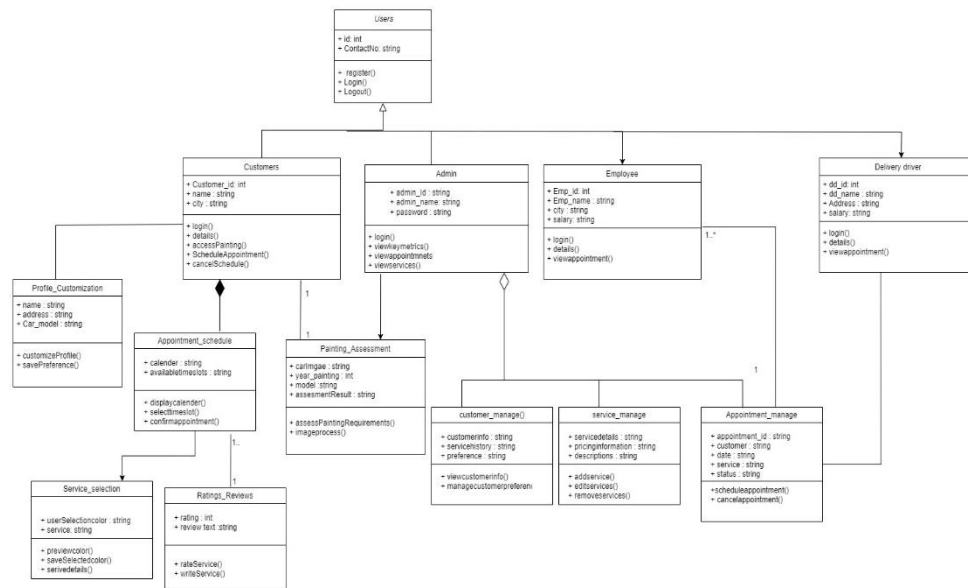 Users
+ id: int
+ ContactNo: string
+ register()
+ Login()
+ Logout()
Customers
+ Customer_id: int
+ name : string
+ city : string
+ login()
+ details()
+ accessPainting()
+ ScheduleAppointment()
+ cancelSchedule()
Admin
+ admin_id : string
+ admin_name : string
+ password : string
+ login()
+ viewkeymetrics()
+ viewappointmnets
+ viewservices()
Employee
+ Emp_id: int
+ Emp_name : string
+ city : string
+ salary: string
+ login()
+ details()
+ viewappointment()
Delivery driver
+ dd_id: int
+ dd_name : string
+ Address : string
+ salary: string
+ login()
+ details()
+ viewappointment()
1..*
Profile_Customization
+ name : string
+ address : string
+ Car_model : string
+ customizeProfile()
+ savePreference()
1
1
Appointment_schedule
+ calender : string
+ availabletimeslots : string
+ displaycalender()
+ selecttimeslot()
+ confirmappointment()
Painting_Assessment
+ carImgae : string
+ year_painting : int
+ model :string
+ assesmentResult : string
+ assessPaintingRequirements()
+ imageprocess()
1
customer_manage()
+ customerinfo : string
+ servicehistory : string
+ preference : string
+ viewcustomerinfo()
+ managecustomerpreference
service_manage
+ servicedetails : string
+ pricinginformation : string
+ descriptions : string
+ addservice()
+ editservices()
+ removeservices()
Appointment_manage
+ appointment_id : string
+ customer : string
+ date : string
+ service : string
+ status : string
+scheduleappointment()
+ cancelappointment()
1..
1
Service_selection
+ userSelectioncolor : string
+ service: string
+ previewcolor()
+ saveSelectedcolor()
+ serivedetails()
Ratings_Reviews
+ rating : int
+ review text :string
+ rateService()
+ writeService()